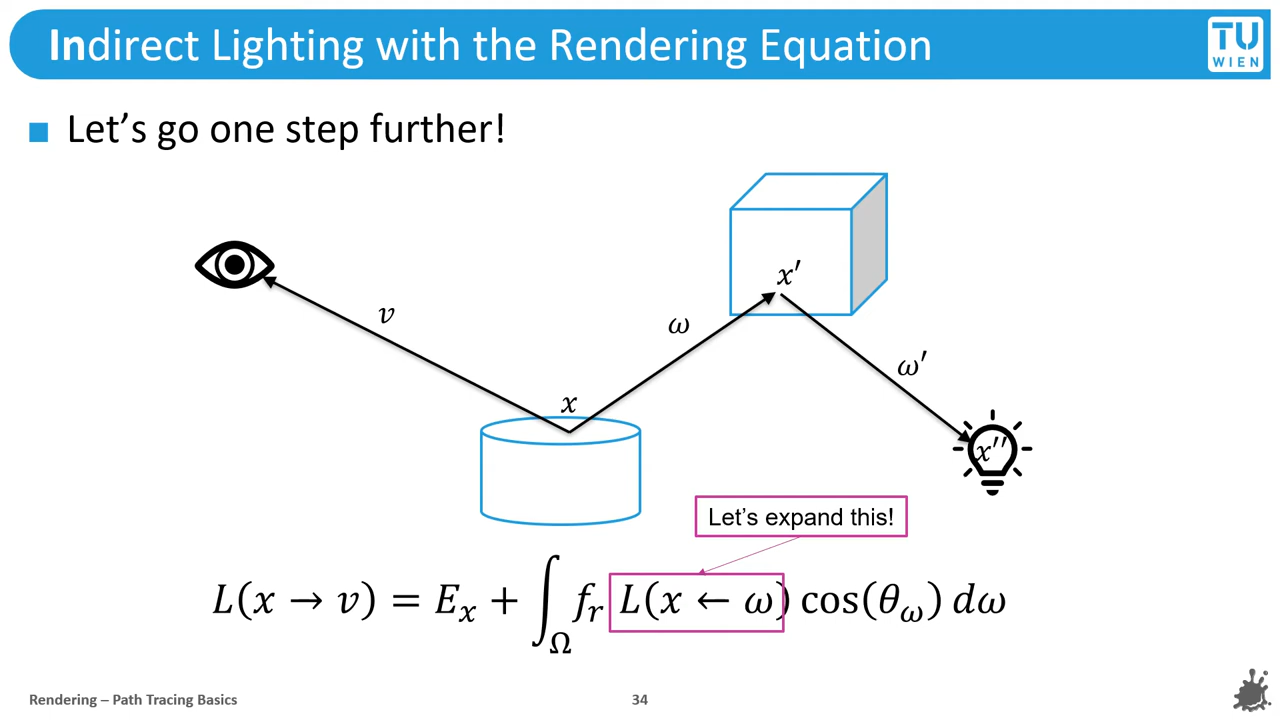 Indirect Lighting with the Rendering Equation
TU
WIEN
Let's go one step further!
x′
v
ω
ω′
x
x′′
Let's expand this!
L(x → v) = E_x + ∫_Ω f_r L(x ← ω) cos(θ_ω) dω
Rendering – Path Tracing Basics
34